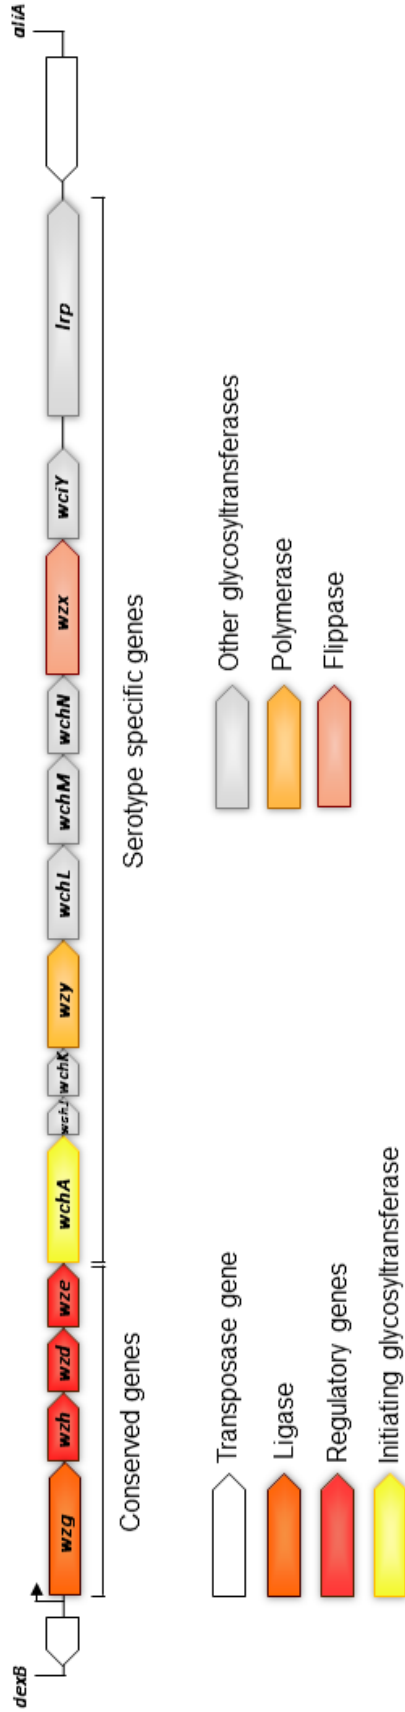 dexB
aliA
wzg
wzh
wzd
wze
wchA
wchJ
wchK
wzy
wchL
wchM
wchN
wzx
wciY
lrp
Conserved genes
Serotype specific genes
Transposase gene
Ligase
Regulatory genes
Initiating glycosyltransferase
Other glycosyltransferases
Polymerase
Flippase